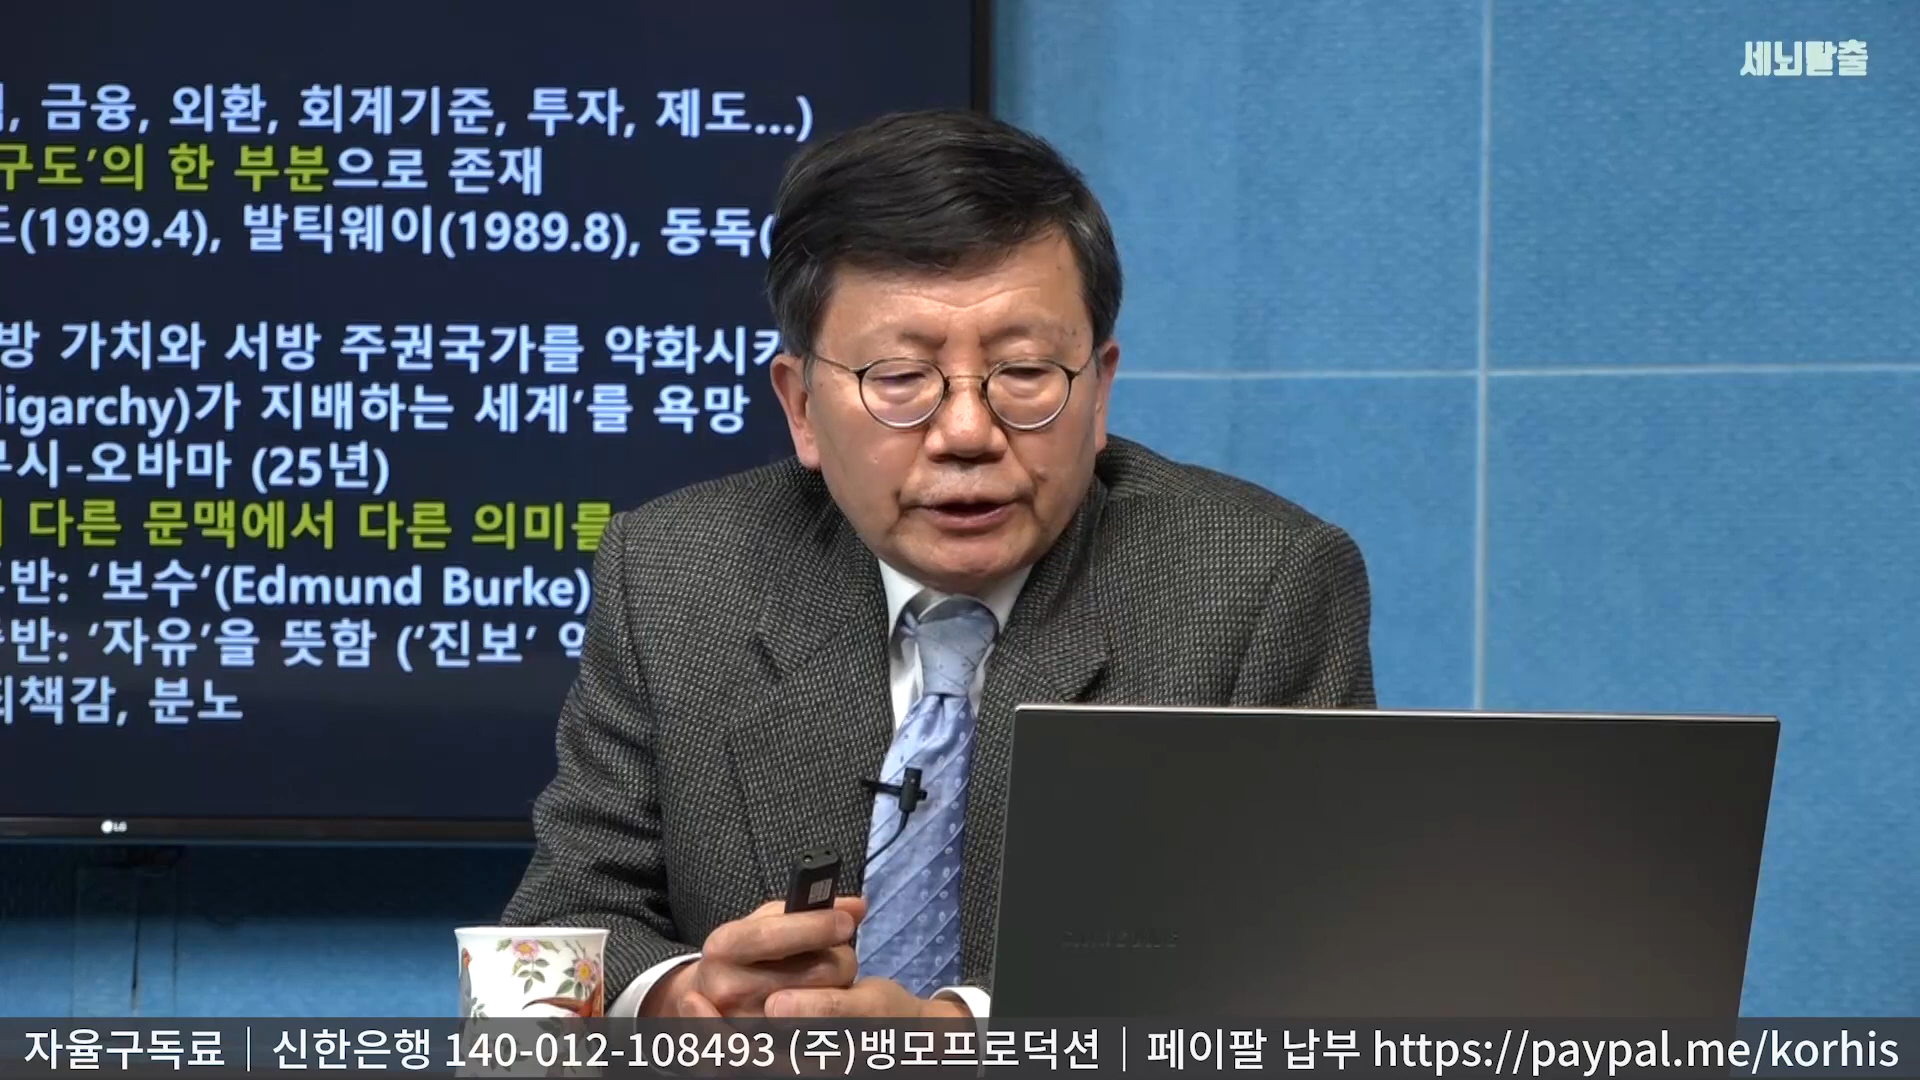 세뇌탈출
, 금융, 외환, 회계기준, 투자, 제도...)
구도’의 한 부분으로 존재
(1989.4), 발틱웨이(1989.8), 동독(
방 가치와 서방 주권국가를 약화시키
ligarchy)가 지배하는 세계’를 욕망
시-오바마 (25년)
다른 문맥에서 다른 의미를
반: ‘보수‘(Edmund Burke)
반: ‘자유’을 뜻함 (‘진보’
책감, 분노
LG
SAMSUNG
자율구독료｜신한은행 140-012-108493 (주)뱅모프로덕션｜페이팔 납부 https://paypal.me/korhis